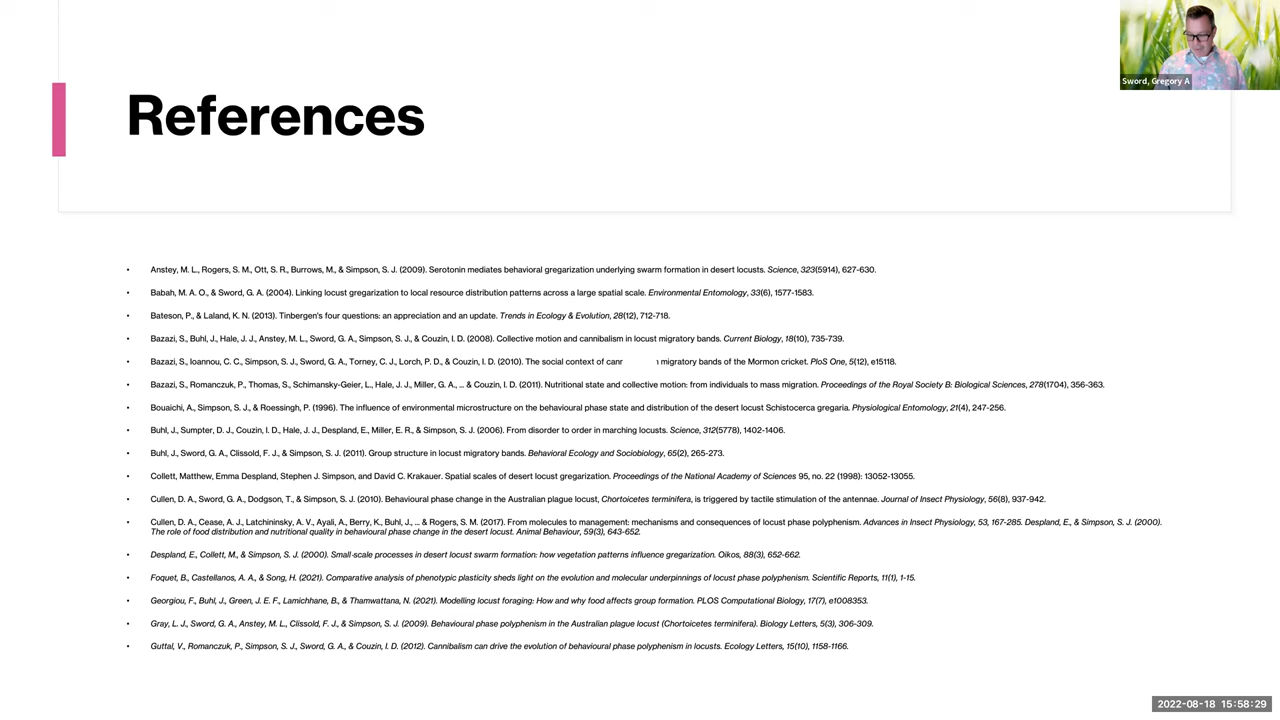 Sword, Gregory A
References
• Anstey, M. L., Rogers, S. M., Ott, S. R., Burrows, M., & Simpson, S. J. (2009). Serotonin mediates behavioral gregarization underlying swarm formation in desert locusts. Science, 323(5914), 627-630.
• Babah, M. A. O., & Sword, G. A. (2004). Linking locust gregarization to local resource distribution patterns across a large spatial scale. Environmental Entomology, 33(6), 1577-1583.
• Bateson, P., & Laland, K. N. (2013). Tinbergen's four questions: an appreciation and an update. Trends in Ecology & Evolution, 28(12), 712-718.
• Bazazi, S., Buhl, J., Hale, J. J., Anstey, M. L., Sword, G. A., Simpson, S. J., & Couzin, I. D. (2008). Collective motion and cannibalism in locust migratory bands. Current Biology, 18(10), 735-739.
• Bazazi, S., Ioannou, C. C., Simpson, S. J., Sword, G. A., Torney, C. J., Lorch, P. D., & Couzin, I. D. (2010). The social context of cann migratory bands of the Mormon cricket. PloS One, 5(12), e15118.
• Bazazi, S., Romanczuk, P., Thomas, S., Schimansky-Geier, L., Hale, J. J., Miller, G. A., ... & Couzin, I. D. (2011). Nutritional state and collective motion: from individuals to mass migration. Proceedings of the Royal Society B: Biological Sciences, 278(1704), 356-363.
• Bouaichi, A., Simpson, S. J., & Roessingh, P. (1996). The influence of environmental microstructure on the behavioural phase state and distribution of the desert locust Schistocerca gregaria. Physiological Entomology, 21(4), 247-256.
• Buhl, J., Sumpter, D. J., Couzin, I. D., Hale, J. J., Despland, E., Miller, E. R., & Simpson, S. J. (2006). From disorder to order in marching locusts. Science, 312(5778), 1402-1406.
• Buhl, J., Sword, G. A., Clissold, F. J., & Simpson, S. J. (2011). Group structure in locust migratory bands. Behavioral Ecology and Sociobiology, 65(2), 265-273.
• Collett, Matthew, Emma Despland, Stephen J. Simpson, and David C. Krakauer. Spatial scales of desert locust gregarization. Proceedings of the National Academy of Sciences 95, no. 22 (1998): 13052-13055.
• Cullen, D. A., Sword, G. A., Dodgson, T., & Simpson, S. J. (2010). Behavioural phase change in the Australian plague locust, Chortoicetes terminifera, is triggered by tactile stimulation of the antennae. Journal of Insect Physiology, 56(8), 937-942.
• Cullen, D. A., Cease, A. J., Latchininsky, A. V., Ayali, A., Berry, K., Buhl, J., ... & Rogers, S. M. (2017). From molecules to management: mechanisms and consequences of locust phase polyphenism. Advances in Insect Physiology, 53, 167-285. Despland, E., & Simpson, S. J. (2000).
The role of food distribution and nutritional quality in behavioural phase change in the desert locust. Animal Behaviour, 59(3), 643-652.
• Despland, E., Collett, M., & Simpson, S. J. (2000). Small-scale processes in desert locust swarm formation: how vegetation patterns influence gregarization. Oikos, 88(3), 652-662.
• Foquet, B., Castellanos, A. A., & Song, H. (2021). Comparative analysis of phenotypic plasticity sheds light on the evolution and molecular underpinnings of locust phase polyphenism. Scientific Reports, 11(1), 1-15.
• Georgiou, F., Buhl, J., Green, J. E. F., Lamichhane, B., & Thamwattana, N. (2021). Modelling locust foraging: How and why food affects group formation. PLOS Computational Biology, 17(7), e1008353.
• Gray, L. J., Sword, G. A., Anstey, M. L., Clissold, F. J., & Simpson, S. J. (2009). Behavioural phase polyphenism in the Australian plague locust (Chortoicetes terminifera). Biology Letters, 5(3), 306-309.
• Guttal, V., Romanczuk, P., Simpson, S. J., Sword, G. A., & Couzin, I. D. (2012). Cannibalism can drive the evolution of behavioural phase polyphenism in locusts. Ecology Letters, 15(10), 1158-1166.
2022-08-18 15:58:29